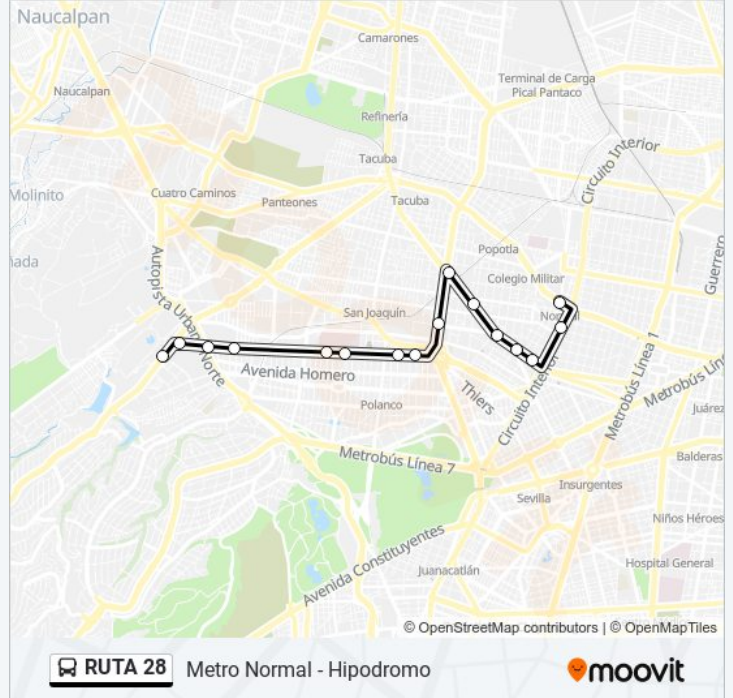 Naucalpan
Camarones
Terminal de Carga
Pical Pantaco
Naucalpan
Refinería
Circuito Interior
Tacuba
Molinito
Cuatro Caminos
Panteones
Tacuba
Popotla
Guerrero
ñada
Colegio Militar
Autopista Urbana Norte
San Joaquín
Metrobús Línea 1
Avenida Homero
Metrobús Lín
Thiers
Circuito Interior
Polanco
Juárez
Metrobús Línea 7
Balderas
Insurgentes
Sevilla
Niños Héroes
Avenida Constituyentes
Juanacatlán
Hospital General
© OpenStreetMap contributors | © OpenMapTiles
RUTA 28 Metro Normal - Hipodromo
moovit